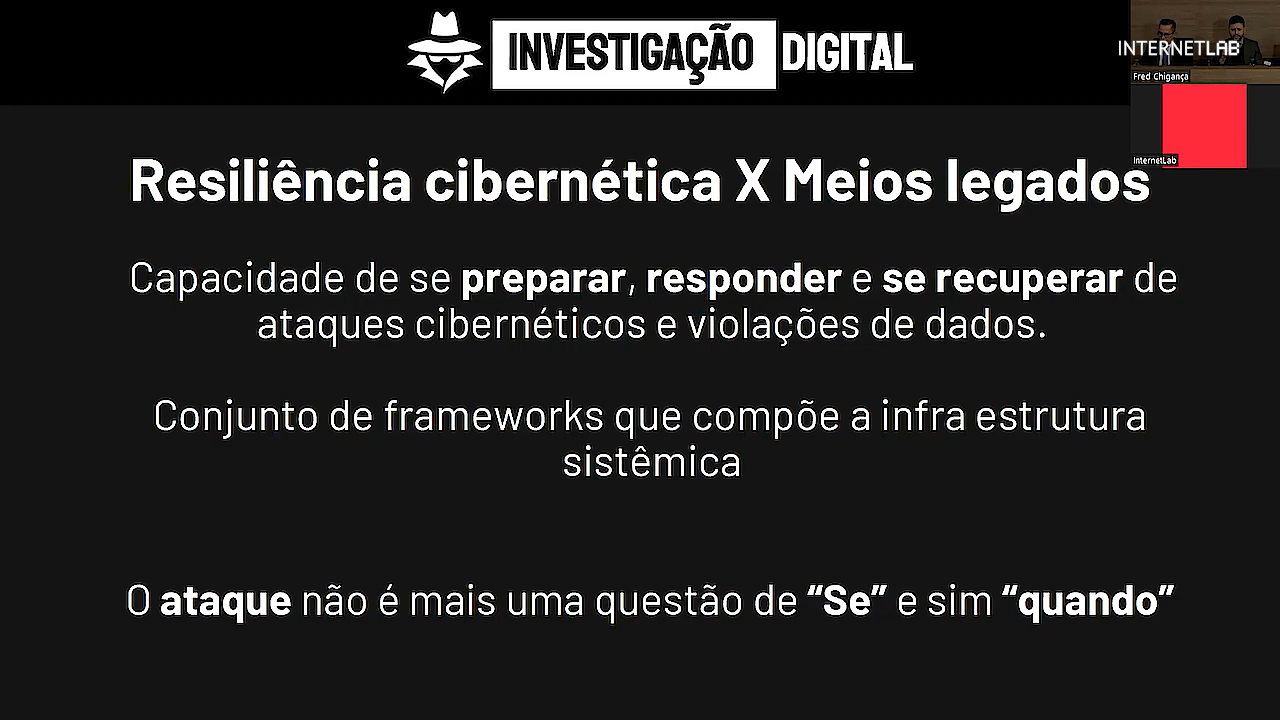 INVESTIGAÇÃO DIGITAL
INTERNETLAB
Fred Chigança
InternetLab
Resiliência cibernética X Meios legados
Capacidade de se preparar, responder e se recuperar de
ataques cibernéticos e violações de dados.
Conjunto de frameworks que compõe a infra estrutura
sistêmica
O ataque não é mais uma questão de “Se” e sim “quando”